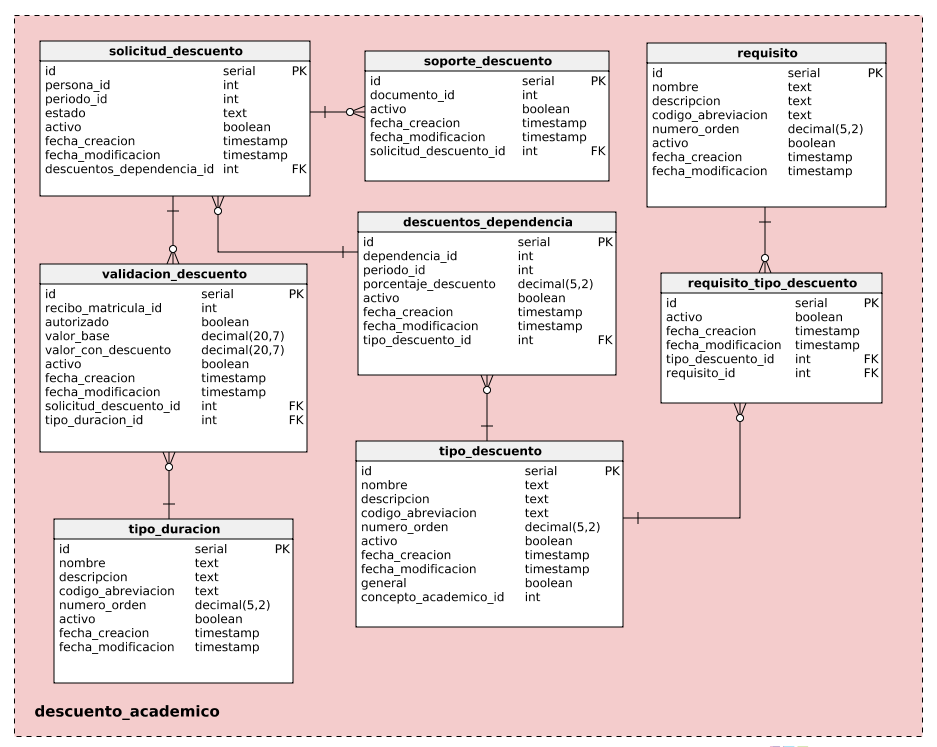 solicitud_descuento
id serial PK
persona_id int
periodo_id int
estado text
activo boolean
fecha_creacion timestamp
fecha_modificacion timestamp
descuentos_dependencia_id int FK
soporte_descuento
id serial PK
documento_id int
activo boolean
fecha_creacion timestamp
fecha_modificacion timestamp
solicitud_descuento_id int FK
requisito
id serial PK
nombre text
descripcion text
codigo_abreviacion text
numero_orden decimal(5,2)
activo boolean
fecha_creacion timestamp
fecha_modificacion timestamp
descuentos_dependencia
id serial PK
dependencia_id int
periodo_id int
porcentaje_descuento decimal(5,2)
activo boolean
fecha_creacion timestamp
fecha_modificacion timestamp
tipo_descuento_id int FK
validacion_descuento
id serial PK
recibo_matricula_id int
autorizado boolean
valor_base decimal(20,7)
valor_con_descuento decimal(20,7)
activo boolean
fecha_creacion timestamp
fecha_modificacion timestamp
solicitud_descuento_id int FK
tipo_duracion_id int FK
requisito_tipo_descuento
id serial PK
activo boolean
fecha_creacion timestamp
fecha_modificacion timestamp
tipo_descuento_id int FK
requisito_id int FK
tipo_descuento
id serial PK
nombre text
descripcion text
codigo_abreviacion text
numero_orden decimal(5,2)
activo boolean
fecha_creacion timestamp
fecha_modificacion timestamp
general boolean
concepto_academico_id int
tipo_duracion
id serial PK
nombre text
descripcion text
codigo_abreviacion text
numero_orden decimal(5,2)
activo boolean
fecha_creacion timestamp
fecha_modificacion timestamp
descuento_academico